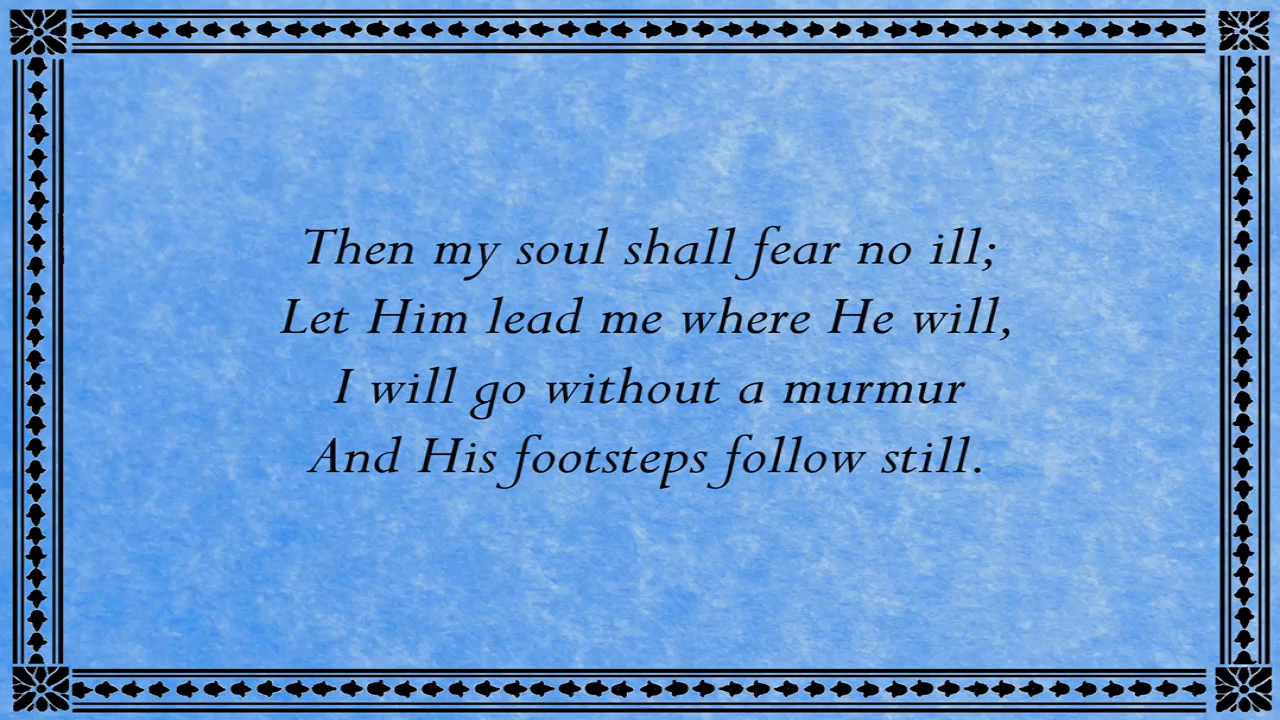 Then my soul shall fear no ill;
Let Him lead me where He will,
I will go without a murmur
And His footsteps follow still.